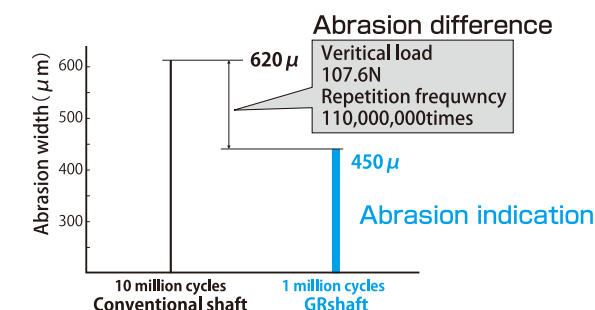 Abrasion difference
Veritical load
107.6N
Repetition frequwncy
110,000,000times
620μ
450μ
Abrasion indication
Abrasion width(μm)
600
500
400
300
10 million cycles
Conventional shaft
1 million cycles
GRshaft